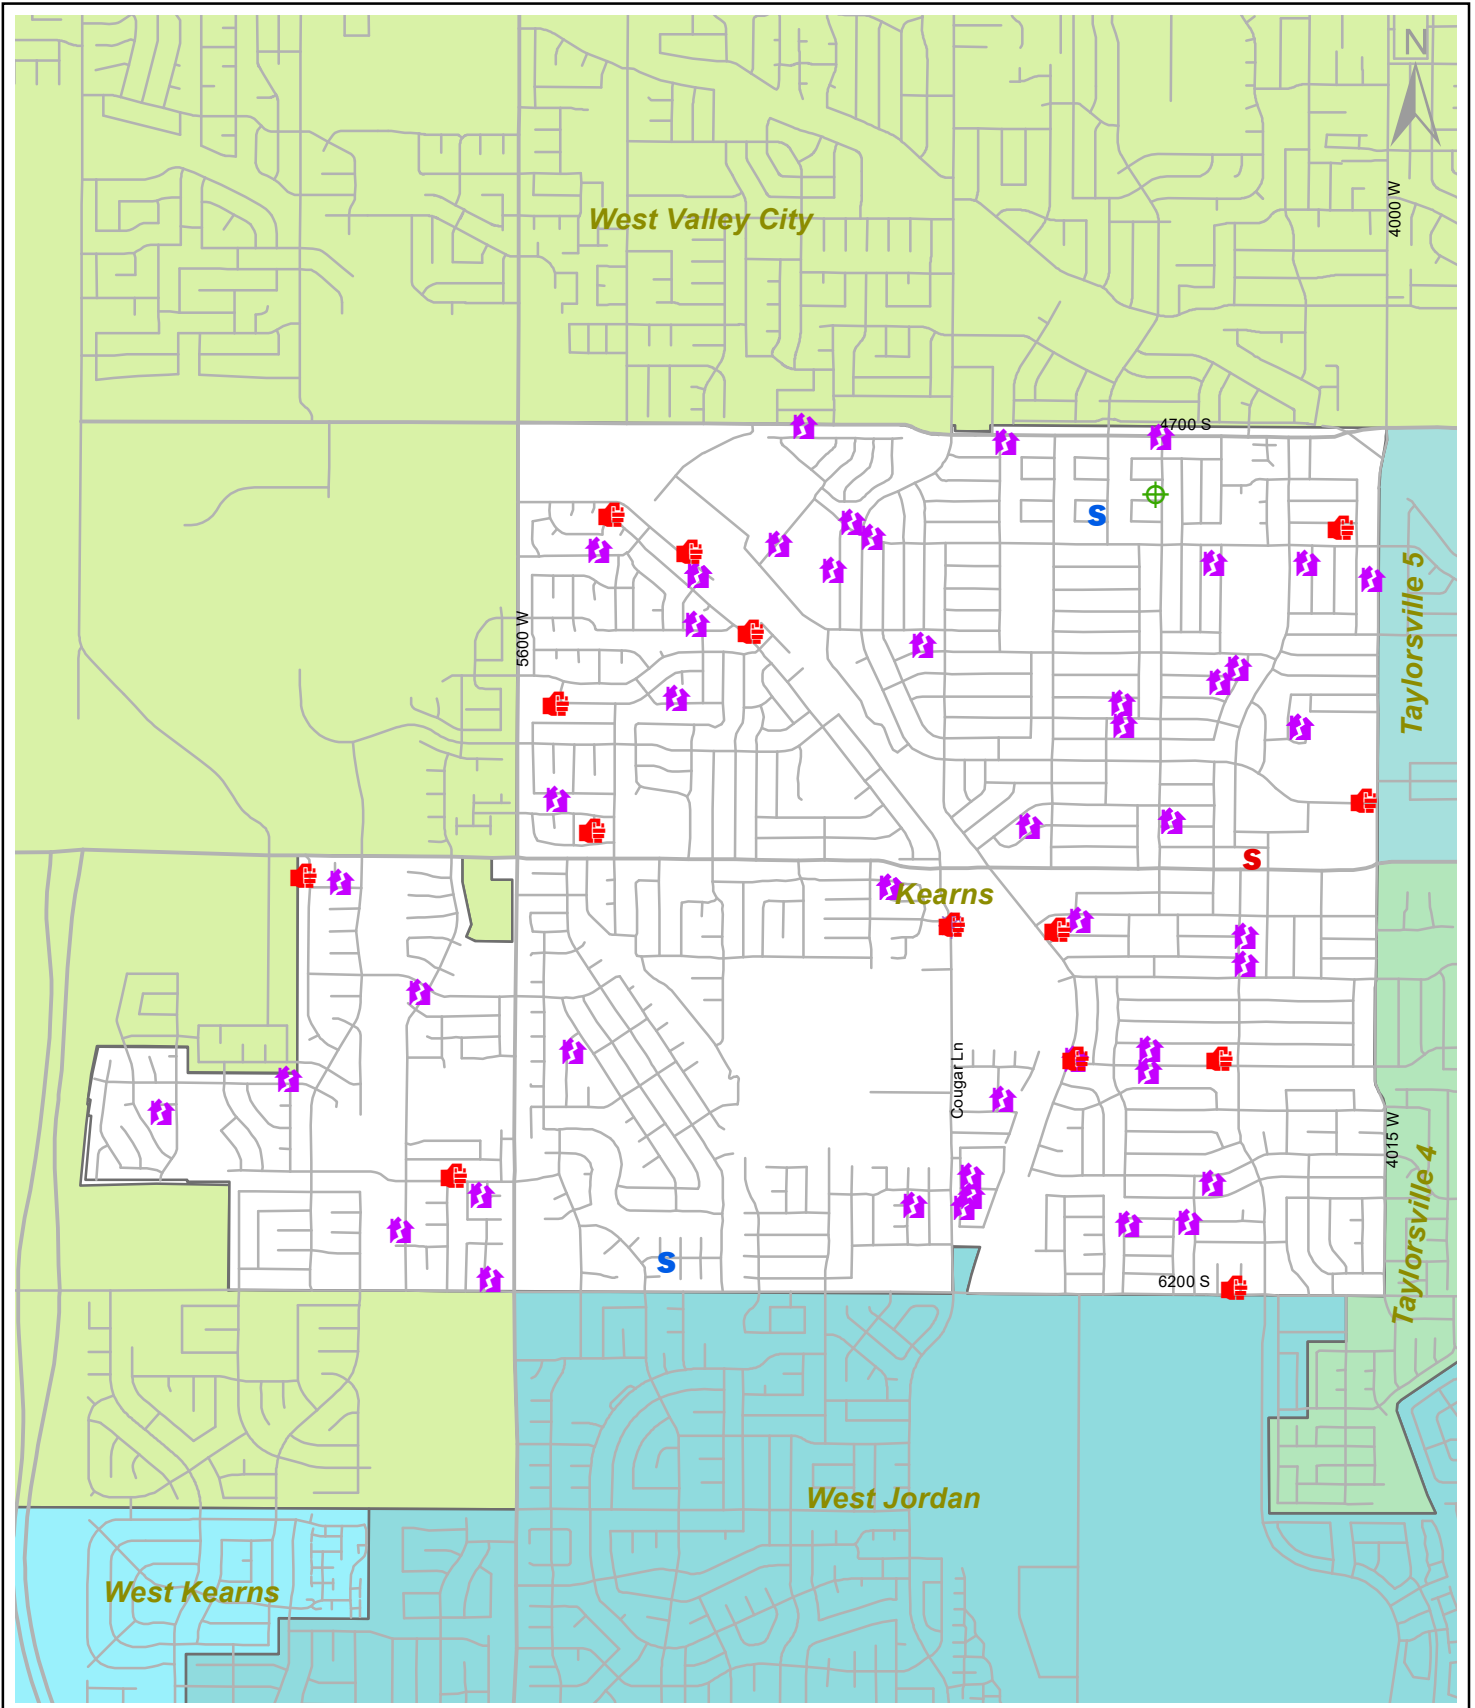 N
4000 W
West Valley City
4700 S
S
Taylorsville 5
5600 W
S
Kearns
Cougar Ln
4015 W
Taylorsville 4
S
6200 S
West Jordan
West Kearns